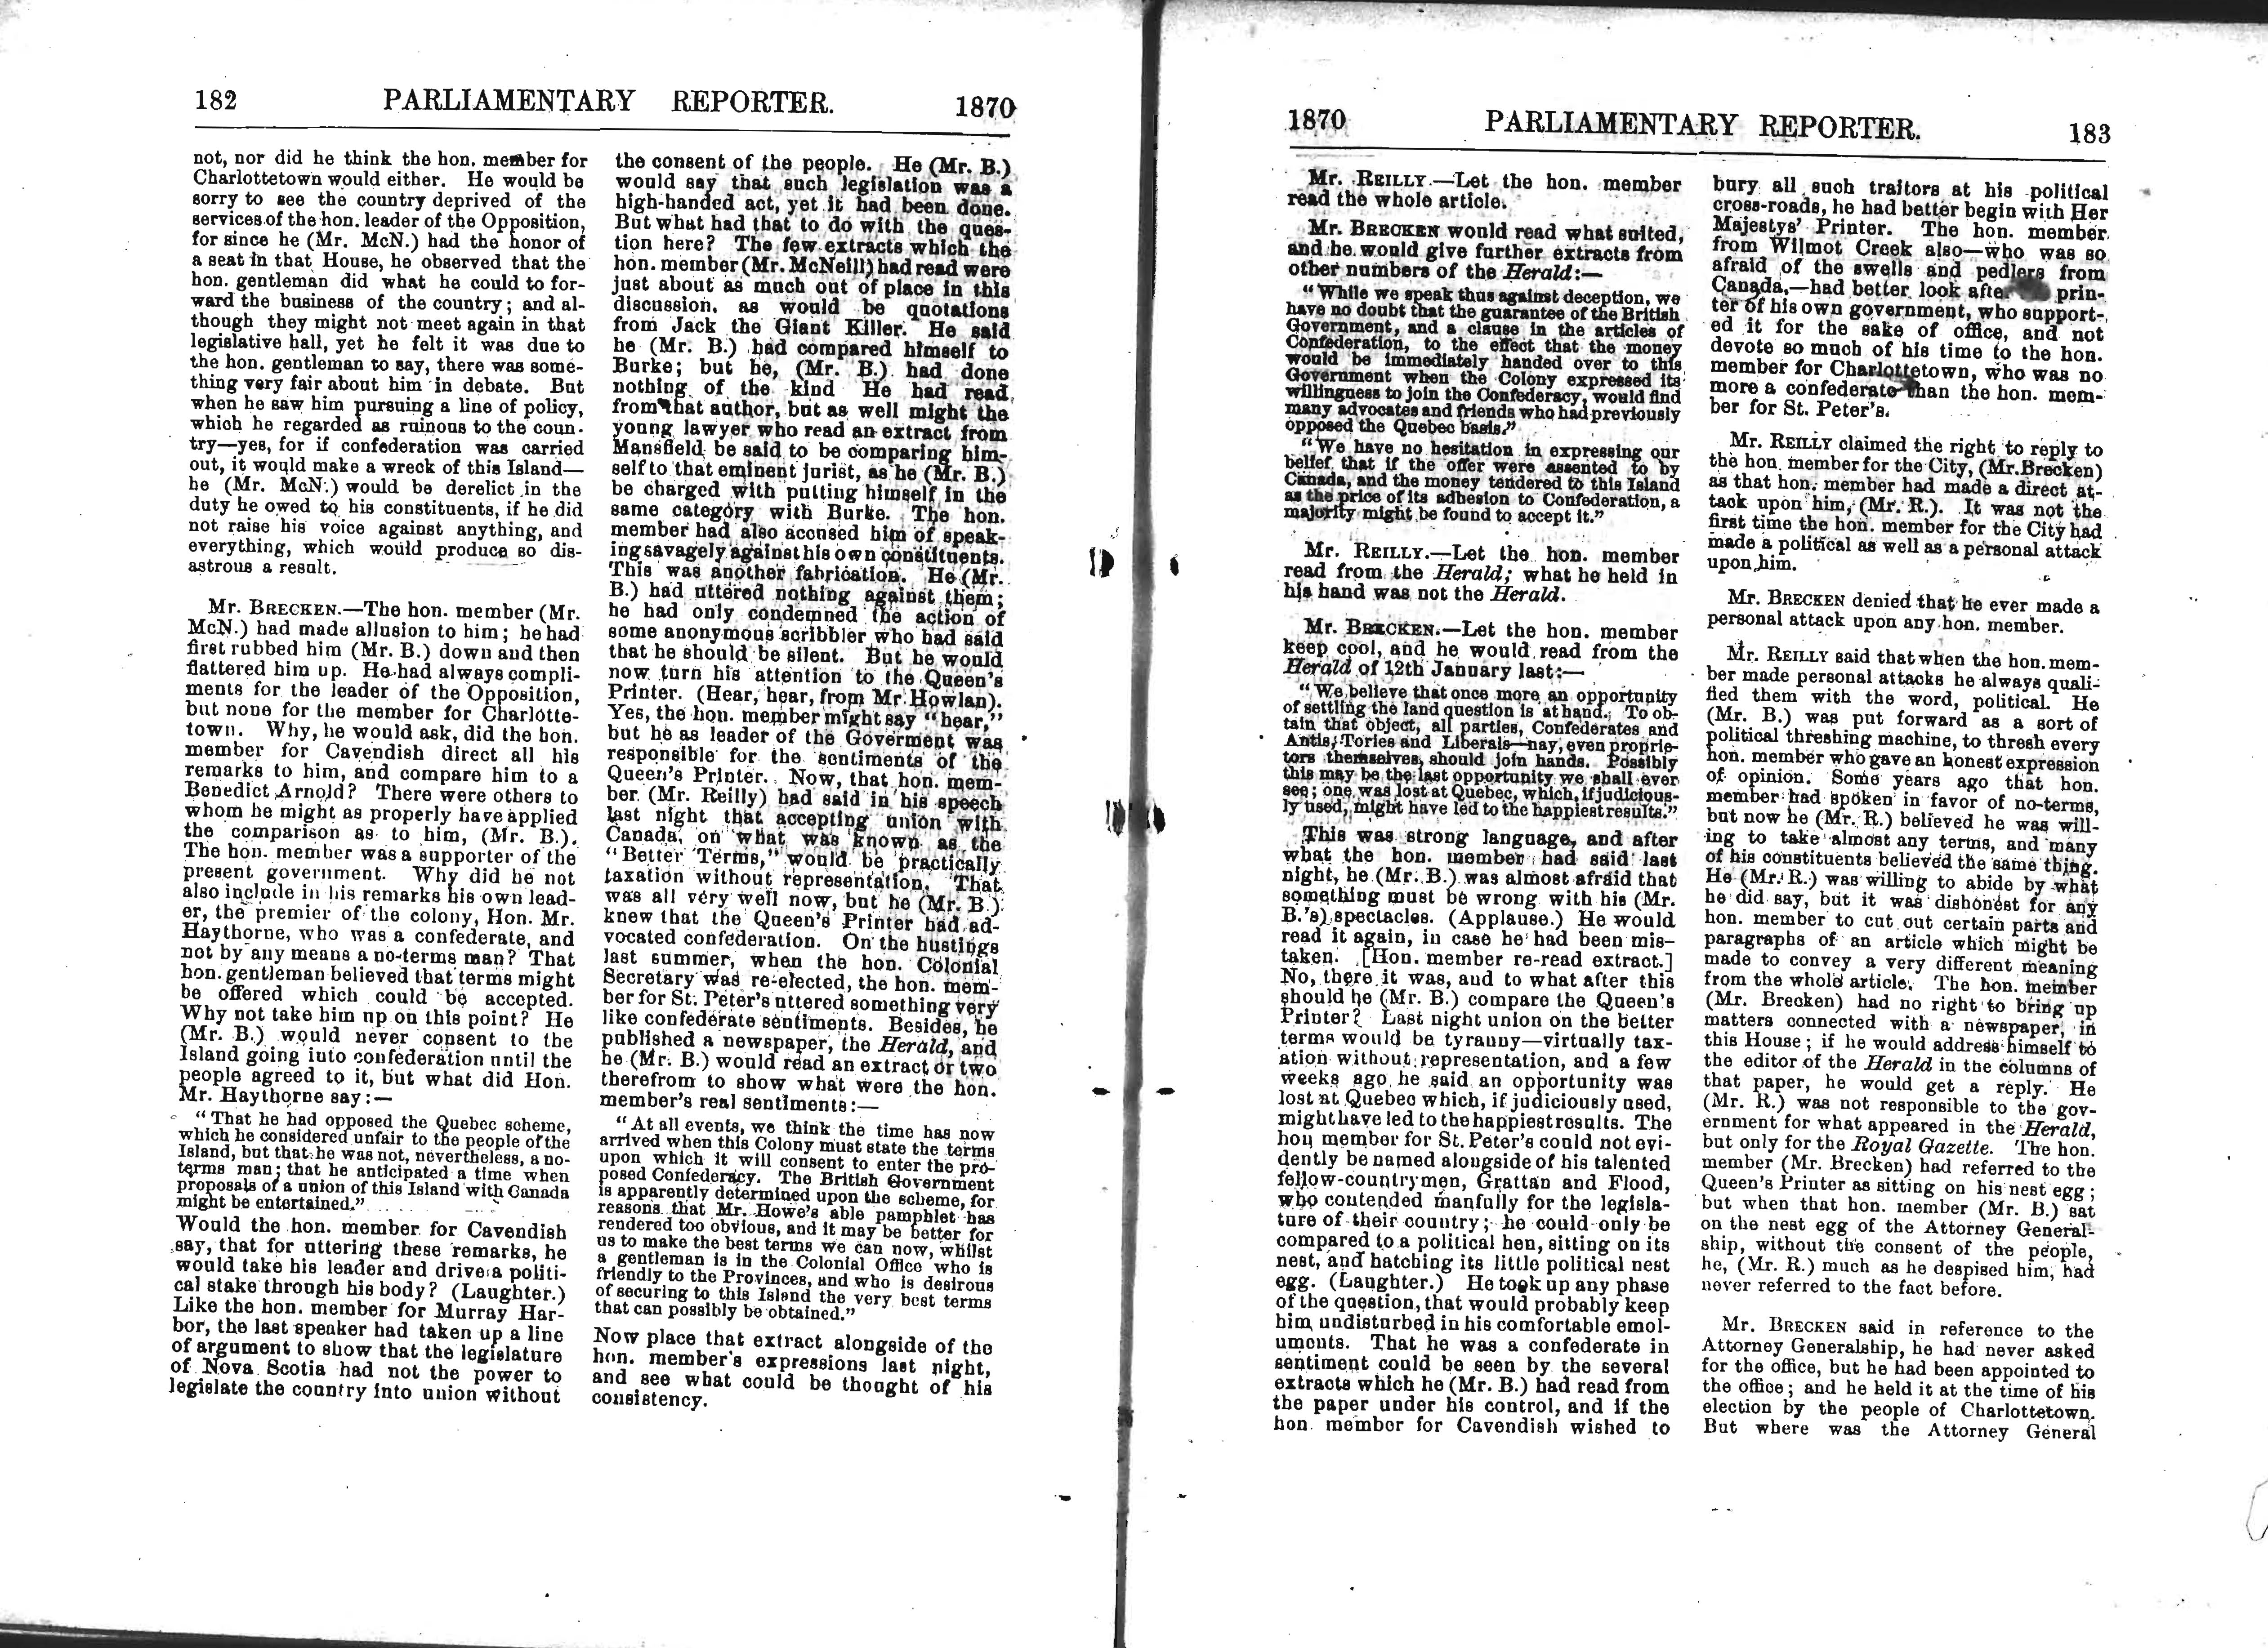 182 PARLIAMENTARY REPORTER. 1870
not, nor did he think the hon. member for
Charlottetown would either. He would be
sorry to see the country deprived of the
services of the hon. leader of the Opposition,
for since he (Mr. McN.) had the honor of
a seat in that House, he observed that the
hon. gentleman did what he could to for-
ward the business of the country; and al-
though they might not meet again in that
legislative hall, yet he felt it was due to
the hon. gentleman to say, there was some-
thing very fair about him in debate. But
when he saw him pursuing a line of policy,
which he regarded as ruinous to the coun-
try—yes, for if confederation was carried
out, it would make a wreck of this Island—
he (Mr. McN.) would be derelict in the
duty he owed to his constituents, if he did
not raise his voice against anything, and
everything, which would produce so dis-
astrous a result.
Mr. BRECKEN.—The hon. member (Mr.
McN.) had made allusion to him; he had
first rubbed him (Mr. B.) down and then
flattered him up. He had always compli-
ments for the leader of the Opposition,
but none for the member for Charlotte-
town. Why, he would ask, did the hon.
member for Cavendish direct all his
remarks to him, and compare him to a
Benedict Arnold? There were others to
whom he might as properly have applied
the comparison as to him, (Mr. B.).
The hon. member was a supporter of the
present government. Why did he not
also include in his remarks his own lead-
er, the premier of the colony, Hon. Mr.
Haythorne, who was a confederate, and
not by any means a no-terms man? That
hon. gentleman believed that terms might
be offered which could be accepted.
Why not take him up on this point? He
(Mr. B.) would never consent to the
Island going into confederation until the
people agreed to it, but what did Hon.
Mr. Haythorne say:—
"That he had opposed the Quebec scheme,
which he considered unfair to the people of the
Island, but that he was not, nevertheless, a no-
terms man; that he anticipated a time when
proposals of a union of this Island with Canada
might be entertained."
Would the hon. member for Cavendish
say, that for uttering these remarks, he
would take his leader and drive a politi-
cal stake through his body? (Laughter.)
Like the hon. member for Murray Har-
bor, the last speaker had taken up a line
of argument to show that the legislature
of Nova Scotia had not the power to
legislate the country into union without
the consent of the people. He (Mr. B.)
would say that such legislation was a
high-handed act, yet it had been done.
But what had that to do with the ques-
tion here? The few extracts which the
hon. member (Mr. McNeill) had read were
just about as much out of place in this
discussion, as would be quotations
from Jack the Giant Killer. He said
he (Mr. B.) had compared himself to
Burke; but he, (Mr. B.) had done
nothing of the kind He had read
from that author, but as well might the
young lawyer who read an extract from
Mansfield be said to be comparing him-
self to that eminent jurist, as he (Mr. B.)
be charged with putting himself in the
same category with Burke. The hon.
member had also accused him of speak-
ing savagely against his own constituents.
This was another fabrication. He (Mr.
B.) had uttered nothing against them;
he had only condemned the action of
some anonymous scribbler who had said
that he should be silent. But he would
now turn his attention to the Queen's
Printer. (Hear, hear, from Mr. Howlan).
Yes, the hon. member might say "hear,"
but he as leader of the Goverment was
responsible for the sentiments of the
Queen's Printer. Now, that hon. mem-
ber (Mr. Reilly) had said in his speech
last night that accepting union with
Canada, on what was known as the
"Better Terms," would be practically
taxation without representation. That
was all very well now, but he (Mr. B.)
knew that the Queen's Printer had ad-
vocated confederation. On the hustings
last summer, when the hon. Colonial
Secretary was re-elected, the hon. mem-
ber for St. Peter's uttered something very
like confederate sentiments. Besides, he
published a newspaper, the Herald, and
he (Mr. B.) would read an extract or two
therefrom to show what were the hon.
member's real sentiments:—
"At all events, we think the time has now
arrived when this Colony must state the terms
upon which it will consent to enter the pro-
posed Confederacy. The British Government
is apparently determined upon the scheme, for
reasons that Mr. Howe's able pamphlet has
rendered too obvious, and it may be better for
us to make the best terms we can now, whilst
a gentleman is in the Colonial Office who is
friendly to the Provinces, and who is desirous
of securing to this Island the very best terms
that can possibly be obtained."
Now place that extract alongside of the
hon. member's expressions last night,
and see what could be thought of his
consistency.
1870 PARLIAMENTARY REPORTER. 183
Mr. REILLY.—Let the hon. member
read the whole article.
Mr. BRECKEN would read what suited,
and he would give further extracts from
other numbers of the Herald:—
"While we speak thus against deception, we
have no doubt that the guarantee of the British
Government, and a clause in the articles of
Confederation, to the effect that the money
would be immediately handed over to this
Government when the Colony expressed its
willingness to join the Confederacy, would find
many advocates and friends who had previously
opposed the Quebec basis."
"We have no hesitation in expressing our
belief that if the offer were assented to by
Canada, and the money tendered to this Island
as the price of its adhesion to Confederation, a
majority might be found to accept it."
Mr. REILLY.—Let the hon. member
read from the Herald; what he held in
his hand was not the Herald.
Mr. BRECKEN.—Let the hon. member
keep cool, and he would read from the
Herald of 12th January last:—
"We believe that once more an opportunity
of settling the land question is at hand. To ob-
tain that object, all parties, Confederates and
Antis, Tories and Liberals—nay, even proprie-
tors themselves, should join hands. Possibly
this may be the last opportunity we shall ever
see; one was lost at Quebec, which, if judicious-
ly used, might have led to the happiest results."
This was strong language, and after
what the hon. member had said last
night, he (Mr. B.) was almost afraid that
something must be wrong with his (Mr.
B.'s) spectacles. (Applause.) He would
read it again, in case he had been mis-
taken. [Hon. member re-read extract.]
No, there it was, and to what after this
should he (Mr. B.) compare the Queen's
Printer? Last night union on the better
terms would be tyranny—virtually tax-
ation without representation, and a few
weeks ago he said an opportunity was
lost at Quebec which, if judiciously used,
might have led to the happiest results. The
hon member for St. Peter's could not evi-
dently be named alongside of his talented
fellow-countrymen, Grattan and Flood,
who contended manfully for the legisla-
ture of their country; he could only be
compared to a political hen, sitting on its
nest, and hatching its little political nest
egg. (Laughter.) He took up any phase
of the question, that would probably keep
him undisturbed in his comfortable emol-
uments. That he was a confederate in
sentiment could be seen by the several
extracts which he (Mr. B.) had read from
the paper under his control, and if the
hon. member for Cavendish wished to
bury all such traitors at his political
cross-roads, he had better begin with Her
Majestys' Printer. The hon. member
from Wilmot Creek also—who was so
afraid of the swells and pedlers from
Canada,—had better look after prin-
ter of his own government, who support-
ed it for the sake of office, and not
devote so much of his time to the hon.
member for Charlottetown, who was no
more a confederate than the hon. mem-
ber for St. Peter's.
Mr. REILLY claimed the right to reply to
the hon. member for the City, (Mr. Brecken)
as that hon. member had made a direct at-
tack upon him, (Mr. R.). It was not the
first time the hon. member for the City had
made a political as well as a personal attack
upon him.
Mr. BRECKEN denied that he ever made a
personal attack upon any hon. member.
Mr. REILLY said that when the hon. mem-
ber made personal attacks he always quali-
fied them with the word, political. He
(Mr. B.) was put forward as a sort of
political threshing machine, to thresh every
hon. member who gave an honest expression
of opinion. Some years ago that hon.
member had spoken in favor of no-terms,
but now he (Mr. R.) believed he was will-
ing to take almost any terms, and many
of his constituents believed the same thing.
He (Mr. R.) was willing to abide by what
he did say, but it was dishonest for any
hon. member to cut out certain parts and
paragraphs of an article which might be
made to convey a very different meaning
from the whole article. The hon. member
(Mr. Brecken) had no right to bring up
matters connected with a newspaper, in
this House; if he would address himself to
the editor of the Herald in the columns of
that paper, he would get a reply. He
(Mr. R.) was not responsible to the gov-
ernment for what appeared in the Herald,
but only for the Royal Gazette. The hon.
member (Mr. Brecken) had referred to the
Queen's Printer as sitting on his nest egg;
but when that hon. member (Mr. B.) sat
on the nest egg of the Attorney General-
ship, without the consent of the people,
he, (Mr. R.) much as he despised him, had
never referred to the fact before.
Mr. BRECKEN said in reference to the
Attorney Generalship, he had never asked
for the office, but he had been appointed to
the office; and he held it at the time of his
election by the people of Charlottetown.
But where was the Attorney General